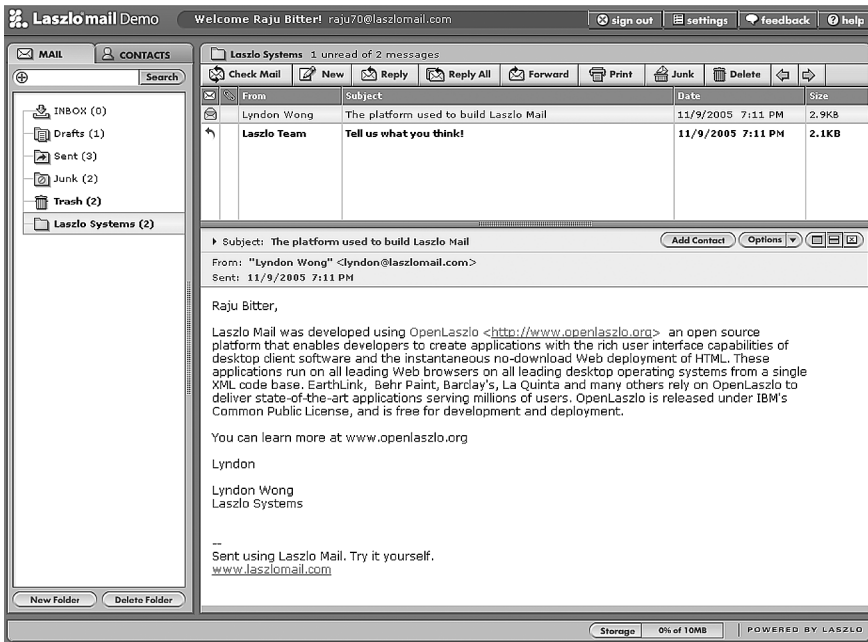 Laszlo mail Demo Welcome Raju Bitter! raju70@laszlomail.com sign out settings feedback help
MAIL CONTACTS
Search
INBOX (0)
Drafts (1)
Sent (3)
Junk (2)
Trash (2)
Laszlo Systems (2)
New Folder Delete Folder
Laszlo Systems 1 unread of 2 messages
Check Mail New Reply Reply All Forward Print Junk Delete
From Subject Date Size
Lyndon Wong The platform used to build Laszlo Mail 11/9/2005 7:11 PM 2.9KB
Laszlo Team Tell us what you think! 11/9/2005 7:11 PM 2.1KB
Subject: The platform used to build Laszlo Mail Add Contact Options
From: "Lyndon Wong" <lyndon@laszlomail.com>
Sent: 11/9/2005 7:11 PM
Raju Bitter,
Laszlo Mail was developed using OpenLaszlo <http://www.openlaszlo.org> an open source
platform that enables developers to create applications with the rich user interface capabilities of
desktop client software and the instantaneous no-download Web deployment of HTML. These
applications run on all leading Web browsers on all leading desktop operating systems from a single
XML code base. EarthLink, Behr Paint, Barclay's, La Quinta and many others rely on OpenLaszlo to
deliver state-of-the-art applications serving millions of users. OpenLaszlo is released under IBM's
Common Public License, and is free for development and deployment.
You can learn more at www.openlaszlo.org
Lyndon
Lyndon Wong
Laszlo Systems
--
Sent using Laszlo Mail. Try it yourself.
www.laszlomail.com
Storage 0% of 10MB POWERED BY LASZLO